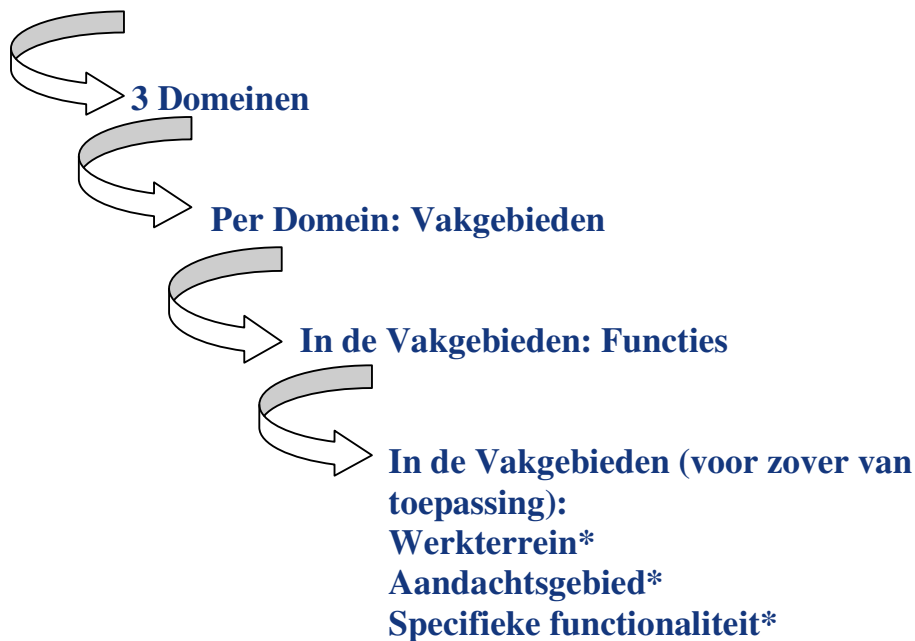 3 Domeinen
Per Domein: Vakgebieden
In de Vakgebieden: Functies
In de Vakgebieden (voor zover van
toepassing):
Werkterrein*
Aandachtsgebied*
Specifieke functionaliteit*